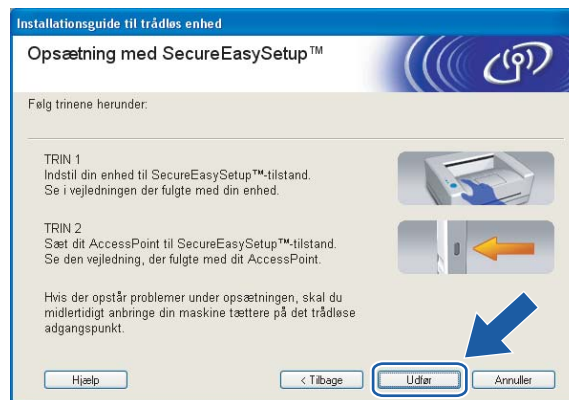 Installationsguide til trådløs enhed
Opsætning med SecureEasySetup™
Følg trinene herunder:
TRIN 1
Indstil din enhed til SecureEasySetup™-tilstand.
Se i vejledningen der fulgte med din enhed.
TRIN 2
Sæt dit AccessPoint til SecureEasySetup™-tilstand.
Se den vejledning, der fulgte med dit AccessPoint.
Hvis der opstår problemer under opsætningen, skal du
midlertidigt anbringe din maskine tættere på det trådløse
adgangspunkt.
Hjælp
< Tilbage
Udfør
Annuller